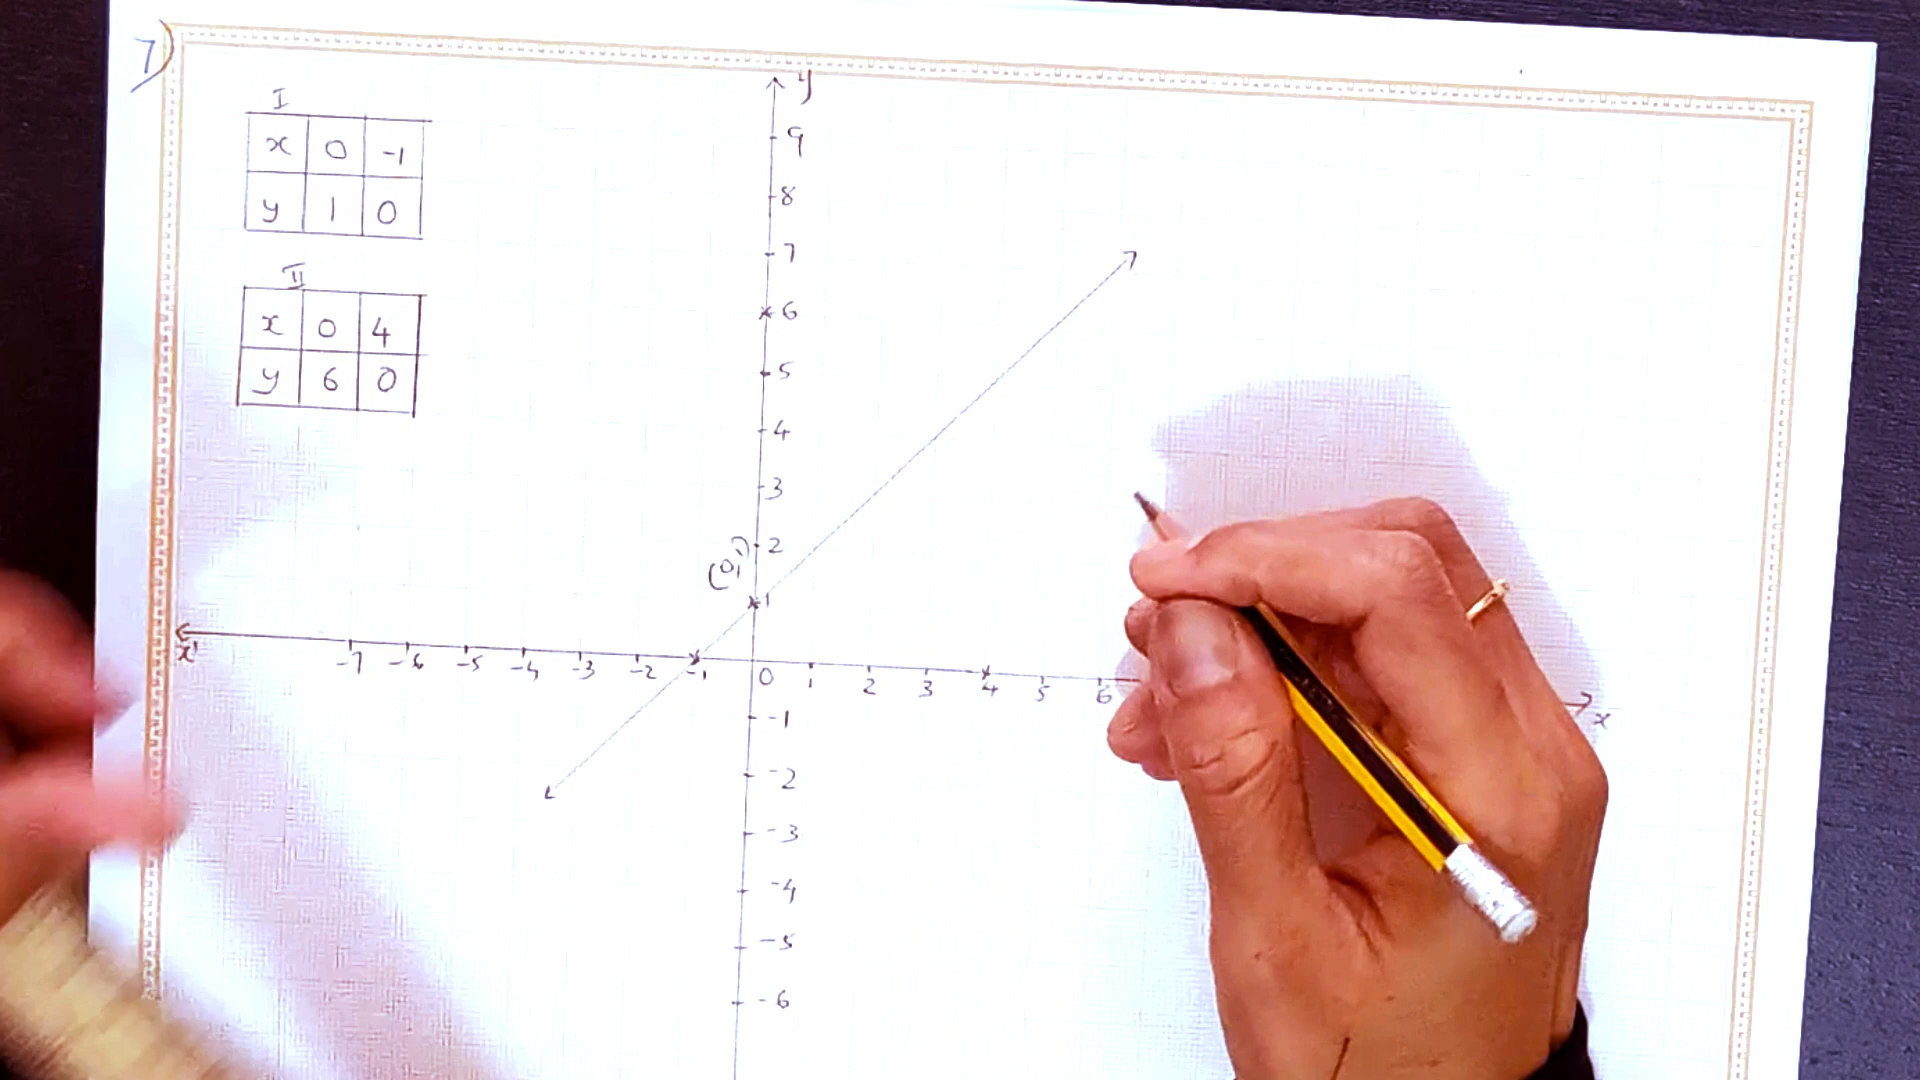 7)
I
x 0 -1
y 1 0
II
x 0 4
y 6 0
y
9
8
7
6
5
4
3
2
(0,1)
1
x' -7 -6 -5 -4 -3 -2 -1 0 1 2 3 4 5 6 x
-1
-2
-3
-4
-5
-6